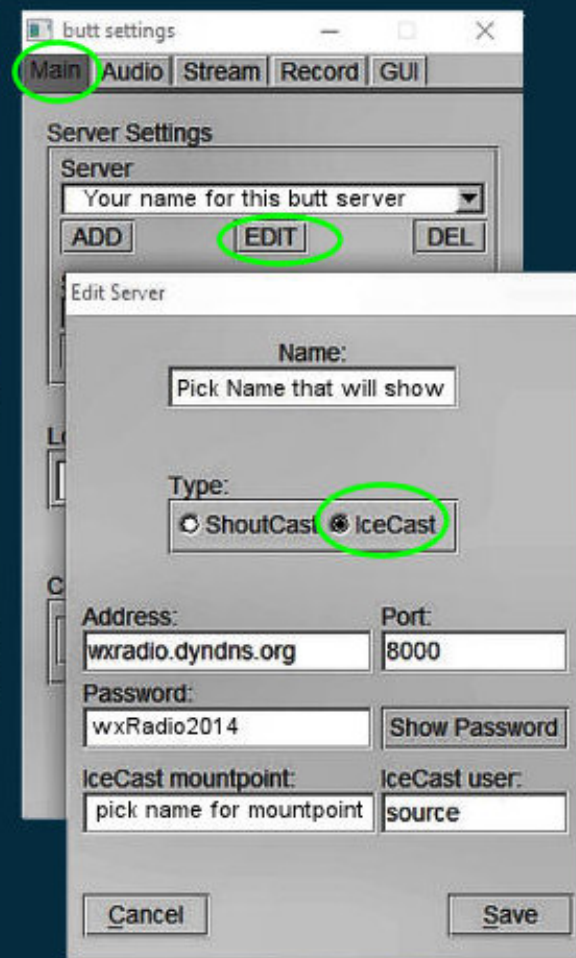 butt settings
Main Audio Stream Record GUI
Server Settings
Server
Your name for this butt server
ADD EDIT DEL
Edit Server
Name:
Pick Name that will show
Type:
ShoutCast IceCast
Address: Port:
wxradio.dyndns.org 8000
Password:
wxRadio2014 Show Password
IceCast mountpoint: IceCast user:
pick name for mountpoint source
Cancel Save